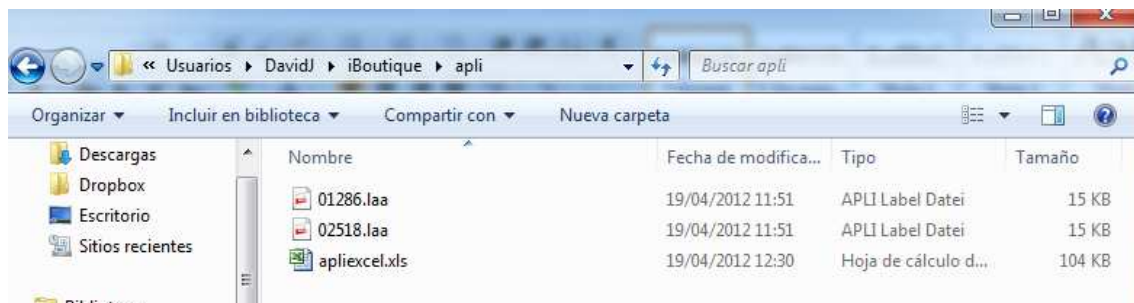 « Usuarios ▸ DavidJ ▸ iBoutique ▸ apli
Buscar apli
Organizar Incluir en biblioteca Compartir con Nueva carpeta
Descargas
Dropbox
Escritorio
Sitios recientes
Nombre Fecha de modifica... Tipo Tamaño
01286.laa 19/04/2012 11:51 APLI Label Datei 15 KB
02518.laa 19/04/2012 11:51 APLI Label Datei 15 KB
apliexcel.xls 19/04/2012 12:30 Hoja de cálculo d... 104 KB